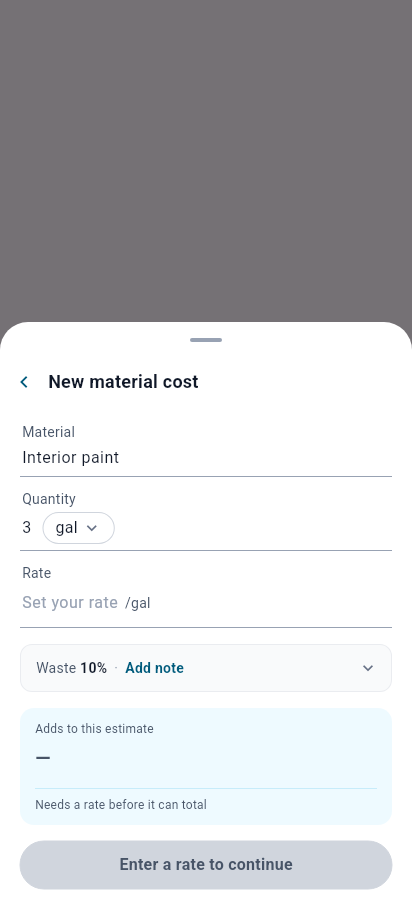 New material cost
Material
Interior paint
Quantity
3 gal
Rate
Set your rate /gal
Waste 10% · Add note
Adds to this estimate
—
Needs a rate before it can total
Enter a rate to continue